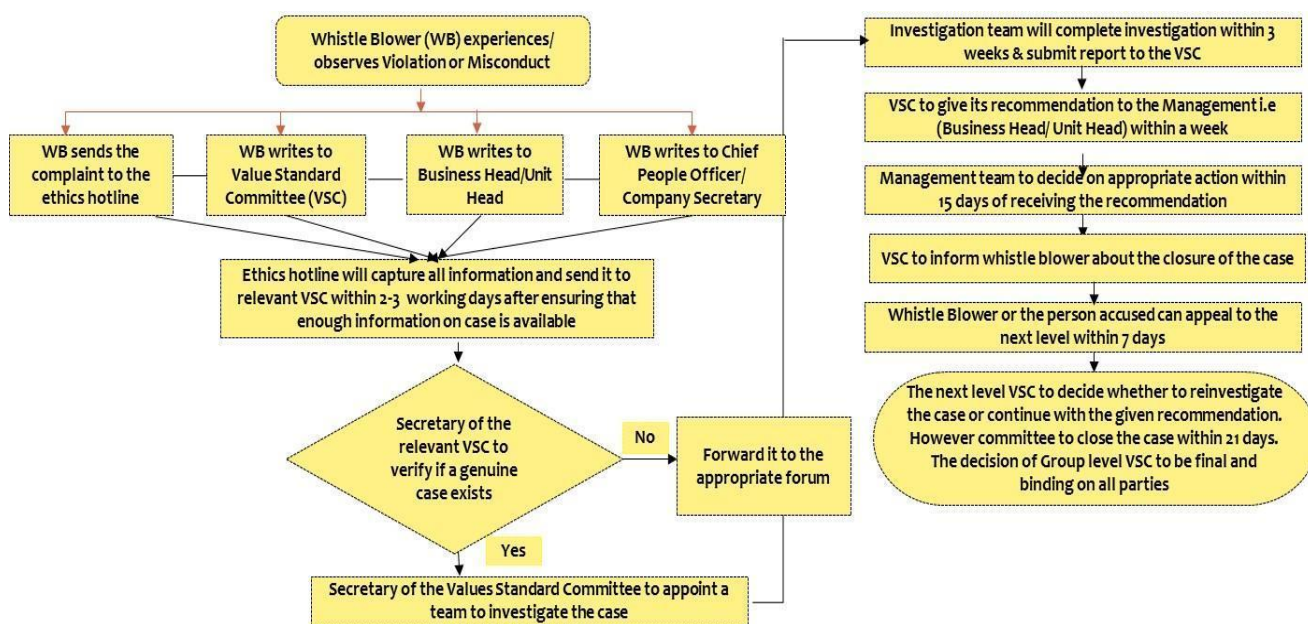 Whistle Blower (WB) experiences/
observes Violation or Misconduct
WB sends the
complaint to the
ethics hotline
WB writes to
Value Standard
Committee (VSC)
WB writes to
Business Head/Unit
Head
WB writes to Chief
People Officer/
Company Secretary
Ethics hotline will capture all information and send it to
relevant VSC within 2-3 working days after ensuring that
enough information on case is available
Secretary of the
relevant VSC to
verify if a genuine
case exists
No
Forward it to the
appropriate forum
Yes
Secretary of the Values Standard Committee to appoint a
team to investigate the case
Investigation team will complete investigation within 3
weeks & submit report to the VSC
VSC to give its recommendation to the Management i.e
(Business Head/ Unit Head) within a week
Management team to decide on appropriate action within
15 days of receiving the recommendation
VSC to inform whistle blower about the closure of the case
Whistle Blower or the person accused can appeal to the
next level within 7 days
The next level VSC to decide whether to reinvestigate
the case or continue with the given recommendation.
However committee to close the case within 21 days.
The decision of Group level VSC to be final and
binding on all parties